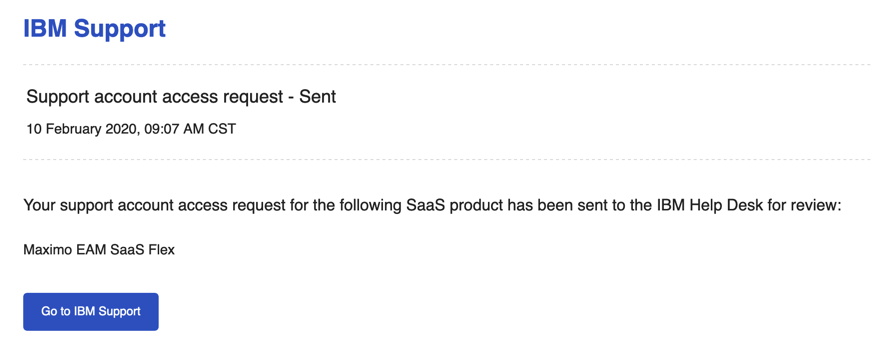 IBM Support
Support account access request - Sent
10 February 2020, 09:07 AM CST
Your support account access request for the following SaaS product has been sent to the IBM Help Desk for review:
Maximo EAM SaaS Flex
Go to IBM Support